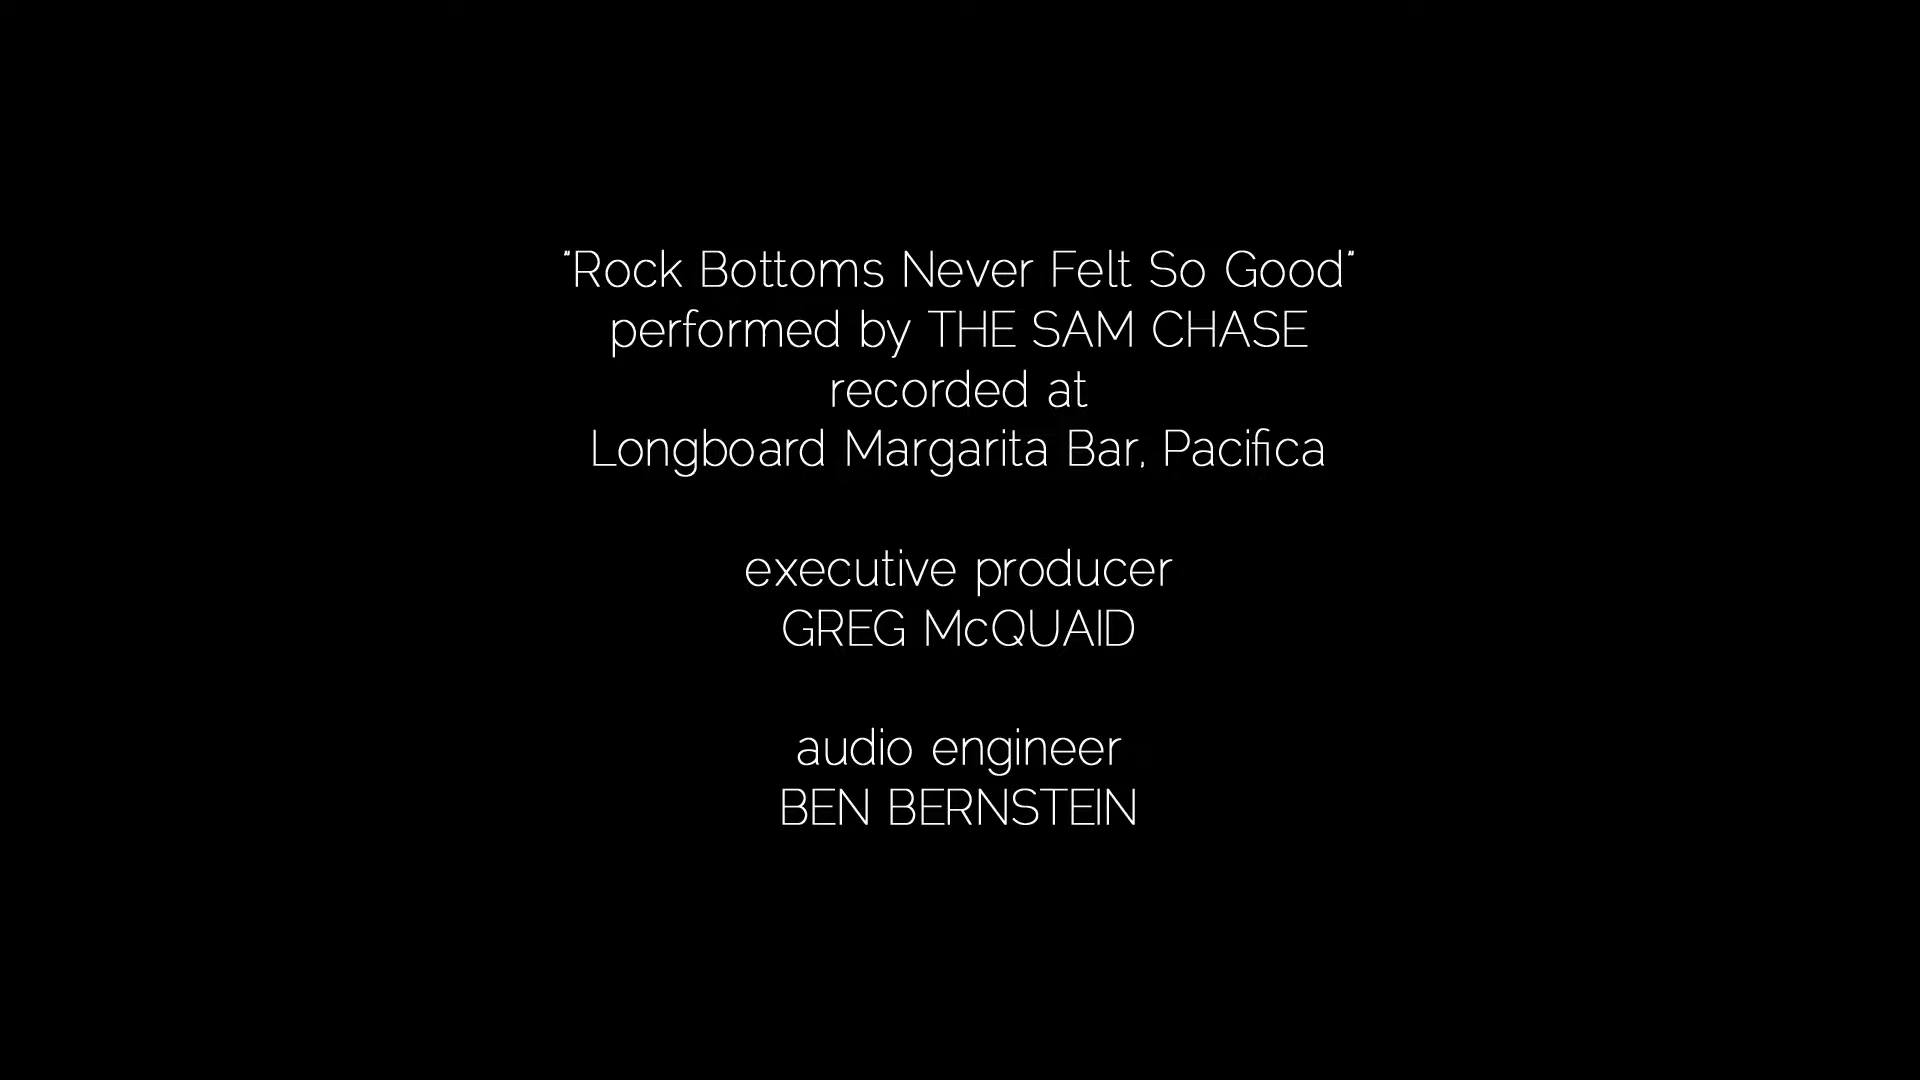 "Rock Bottoms Never Felt So Good"
performed by THE SAM CHASE
recorded at
Longboard Margarita Bar, Pacifica
executive producer
GREG McQUAID
audio engineer
BEN BERNSTEIN